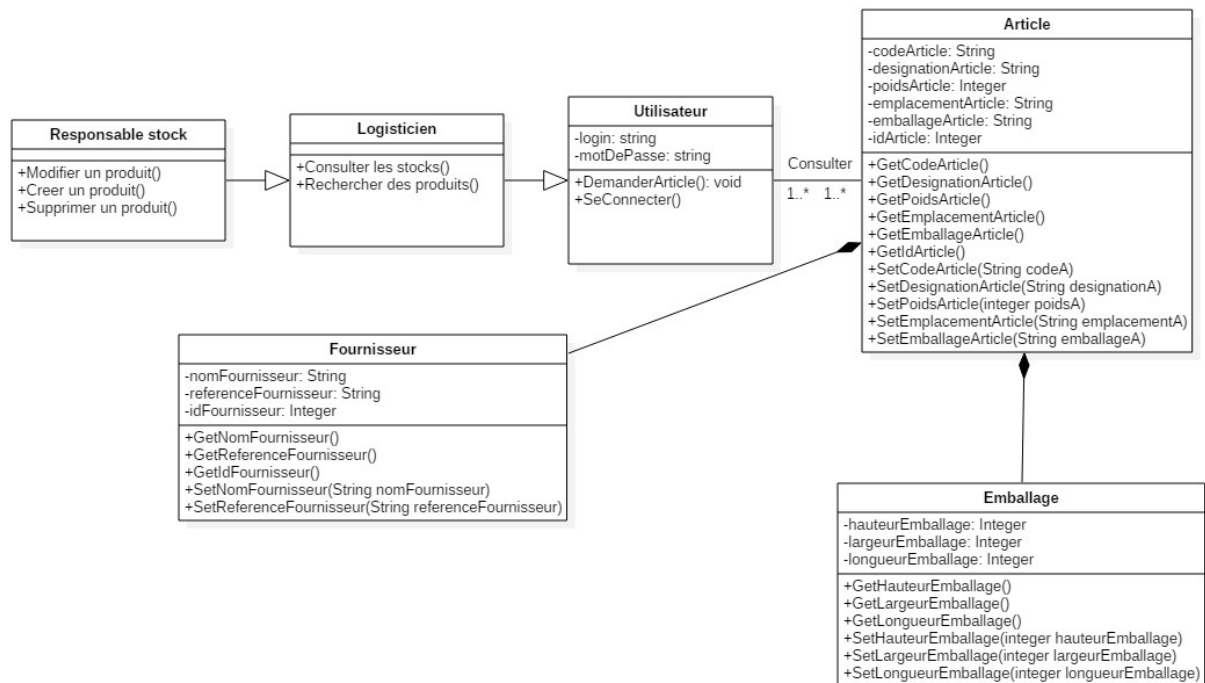 Responsable stock
+Modifier un produit()
+Creer un produit()
+Supprimer un produit()
Logisticien
+Consulter les stocks()
+Rechercher des produits()
Utilisateur
-login: string
-motDePasse: string
+DemanderArticle(): void
+SeConnecter()
Consulter
1..* 1..*
Article
-codeArticle: String
-designationArticle: String
-poidsArticle: Integer
-emplacementArticle: String
-emballageArticle: String
-idArticle: Integer
+GetCodeArticle()
+GetDesignationArticle()
+GetPoidsArticle()
+GetEmplacementArticle()
+GetEmballageArticle()
+GetIdArticle()
+SetCodeArticle(String codeA)
+SetDesignationArticle(String designationA)
+SetPoidsArticle(integer poidsA)
+SetEmplacementArticle(String emplacementA)
+SetEmballageArticle(String emballageA)
Fournisseur
-nomFournisseur: String
-referenceFournisseur: String
-idFournisseur: Integer
+GetNomFournisseur()
+GetReferenceFournisseur()
+GetIdFournisseur()
+SetNomFournisseur(String nomFournisseur)
+SetReferenceFournisseur(String referenceFournisseur)
Emballage
-hauteurEmballage: Integer
-largeurEmballage: Integer
-longueurEmballage: Integer
+GetHauteurEmballage()
+GetLargeurEmballage()
+GetLongueurEmballage()
+SetHauteurEmballage(integer hauteurEmballage)
+SetLargeurEmballage(integer largeurEmballage)
+SetLongueurEmballage(integer longueurEmballage)